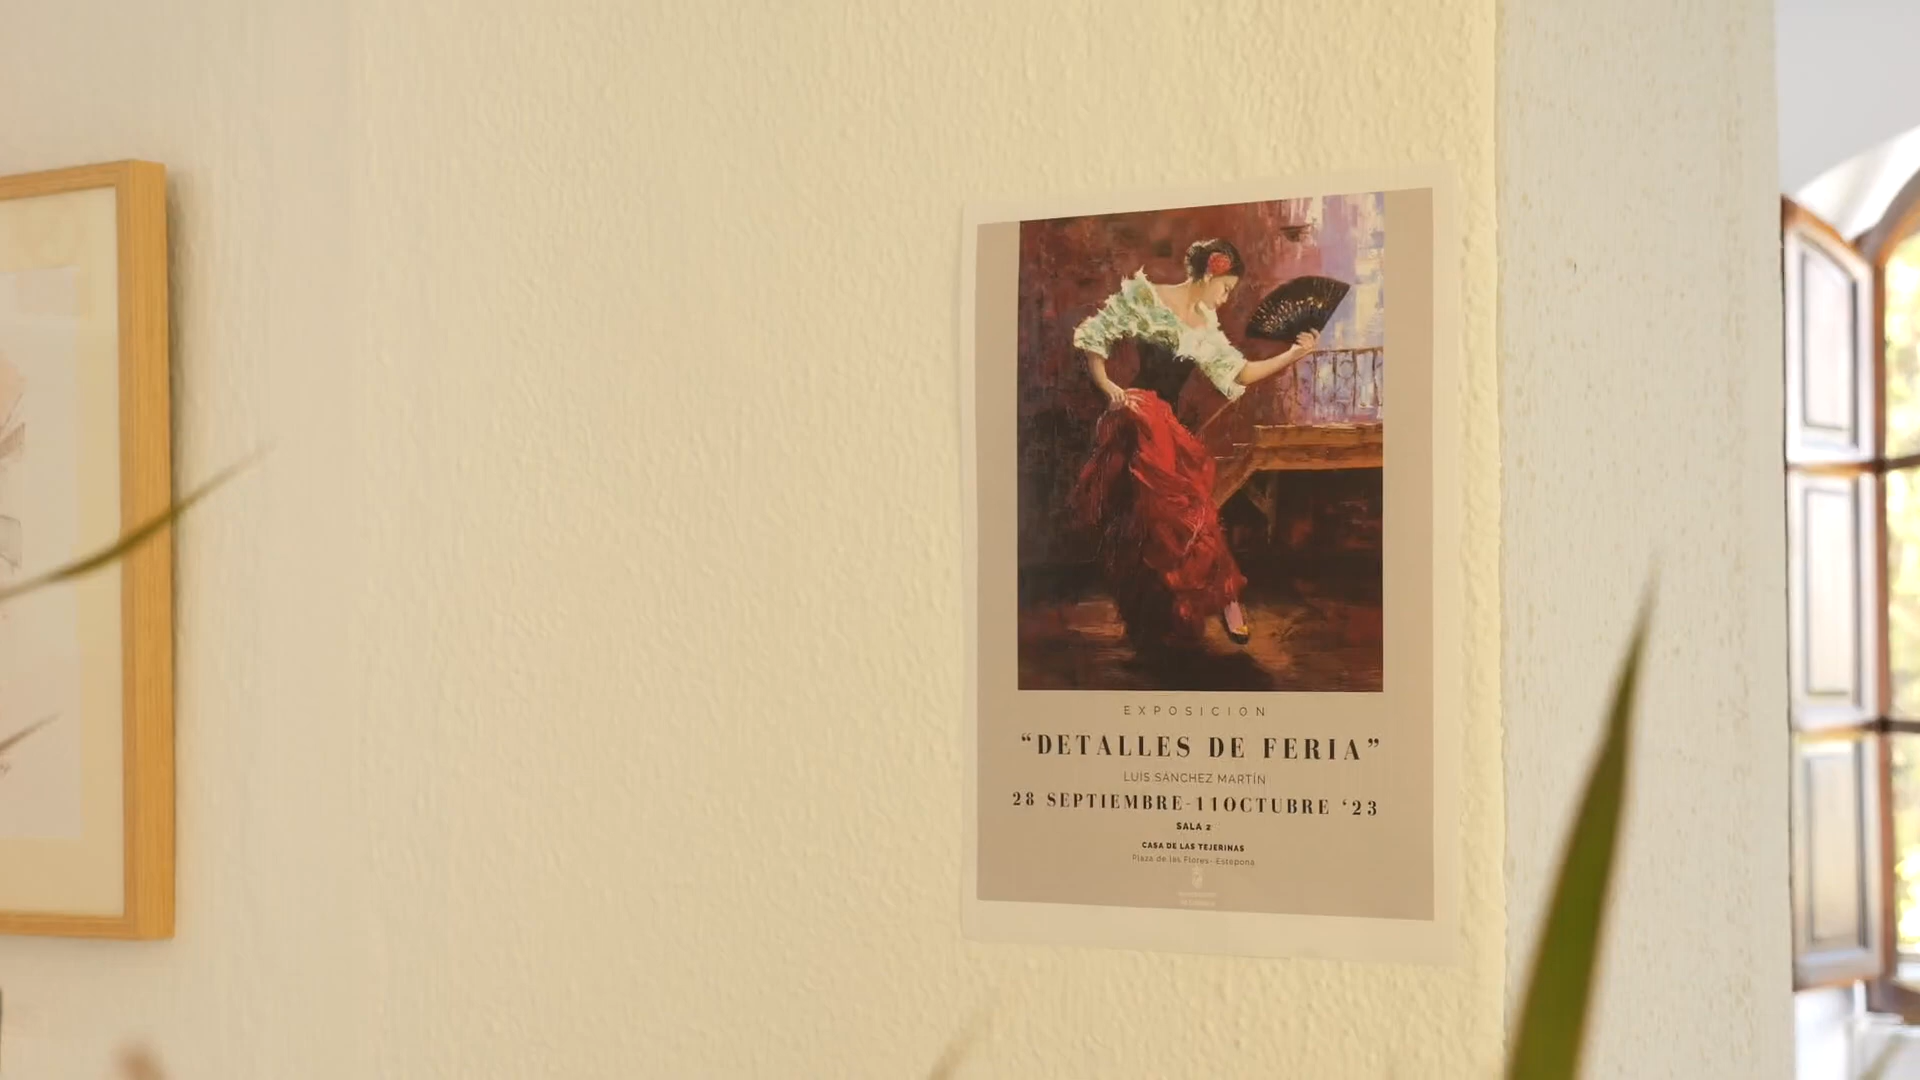 EXPOSICION
“DETALLES DE FERIA”
LUIS SÁNCHEZ MARTÍN
28 SEPTIEMBRE-11OCTUBRE ‘23
SALA 2
CASA DE LAS TEJERINAS
Plaza de las Flores- Estepona